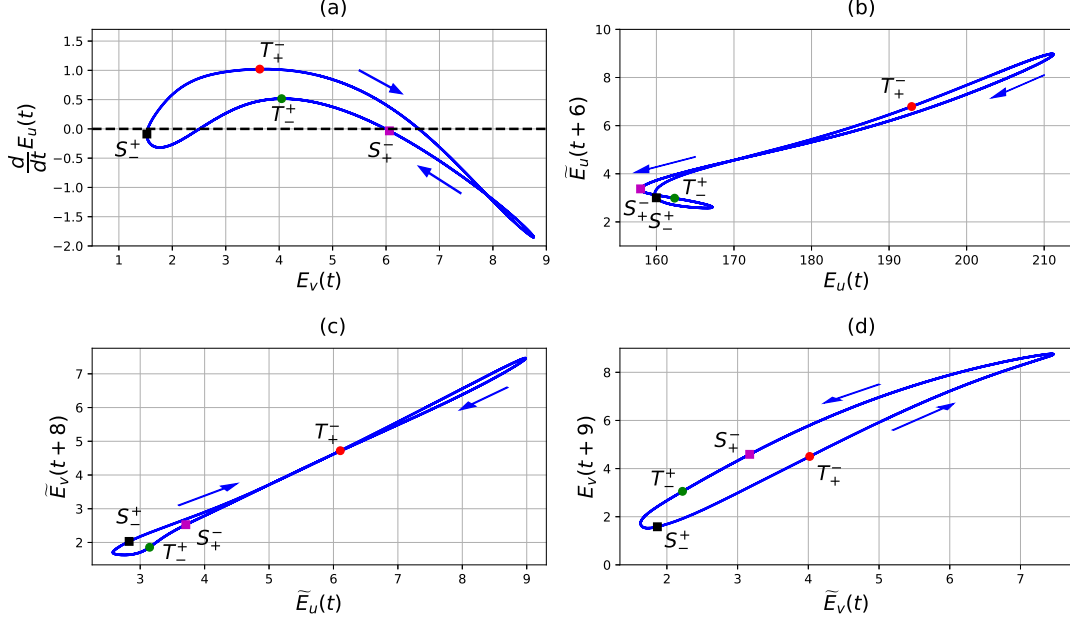 (a)
d/dt E_u(t)
1.5
1.0
0.5
0.0
−0.5
−1.0
−1.5
−2.0
T_+^-
T_-^+
S_-^+
S_+^-
1 2 3 4 5 6 7 8 9
E_v(t)
(b)
Ẽ_u(t + 6)
10
8
6
4
2
T_+^-
T_-^+
S_+^- S_-^+
160 170 180 190 200 210
E_u(t)
(c)
Ẽ_v(t + 8)
7
6
5
4
3
2
T_+^-
S_-^+
T_-^+ S_+^-
3 4 5 6 7 8 9
Ẽ_u(t)
(d)
E_v(t + 9)
8
6
4
2
0
S_+^-
T_-^+
T_+^-
S_-^+
2 3 4 5 6 7
Ẽ_v(t)